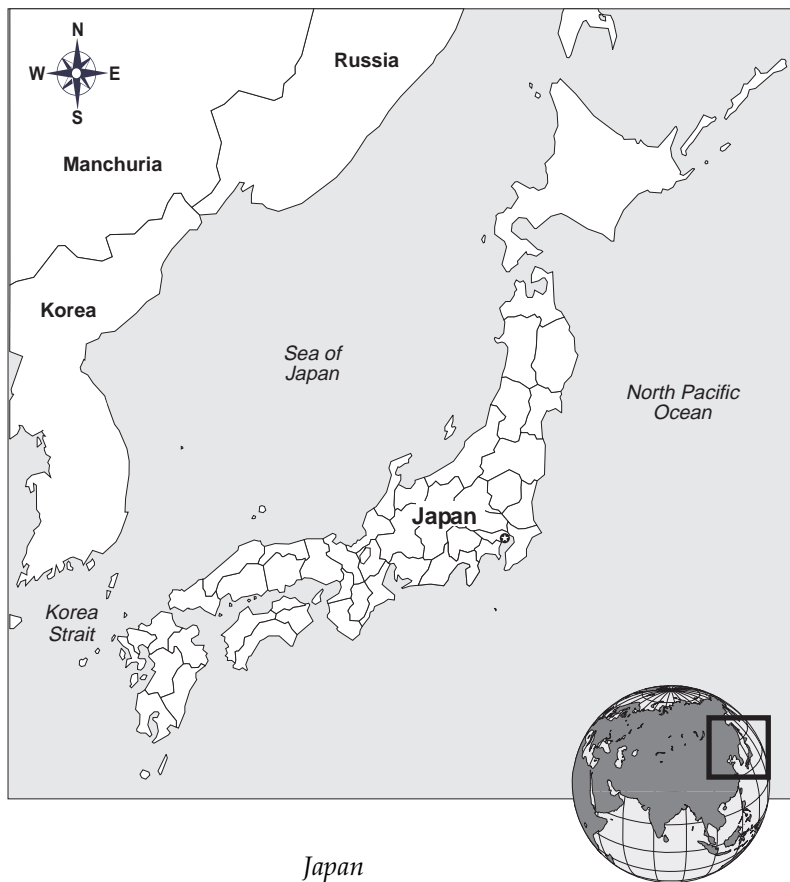 N
W E
S
Russia
Manchuria
Korea
Sea of
Japan
North Pacific
Ocean
Japan
Korea
Strait
Japan